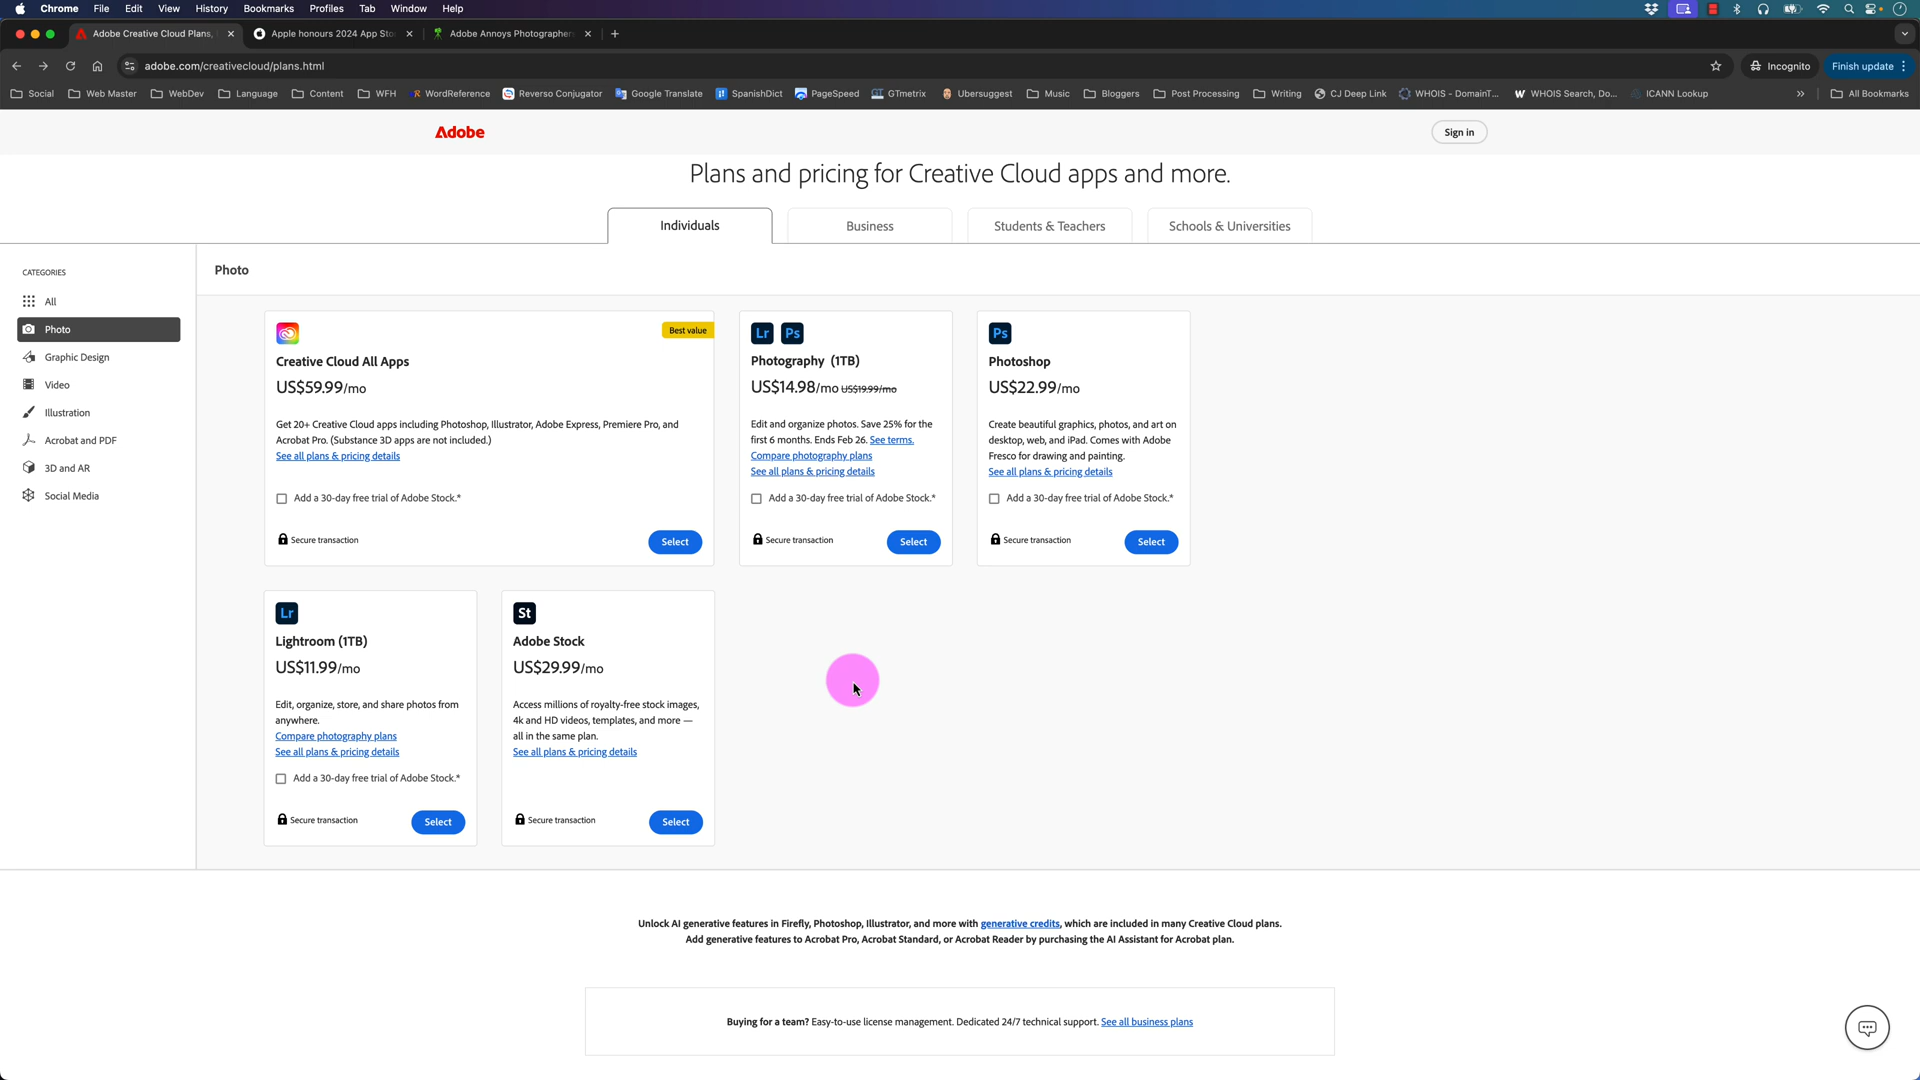 Chrome File Edit View History Bookmarks Profiles Tab Window Help
Adobe Creative Cloud Plans, Apple honours 2024 App Sto Adobe Annoys Photographer
adobe.com/creativecloud/plans.html Incognito Finish update
Social Web Master WebDev Language Content WFH WordReference Reverso Conjugator Google Translate SpanishDict PageSpeed GTmetrix Ubersuggest Music Bloggers Post Processing Writing CJ Deep Link WHOIS - DomainT... WHOIS Search, Do... ICANN Lookup » All Bookmarks
Adobe Sign in
Plans and pricing for Creative Cloud apps and more.
Individuals Business Students & Teachers Schools & Universities
CATEGORIES
All
Photo
Graphic Design
Video
Illustration
Acrobat and PDF
3D and AR
Social Media
Photo
Best value
Creative Cloud All Apps
US$59.99/mo
Get 20+ Creative Cloud apps including Photoshop, Illustrator, Adobe Express, Premiere Pro, and
Acrobat Pro. (Substance 3D apps are not included.)
See all plans & pricing details
Add a 30-day free trial of Adobe Stock.*
Secure transaction Select
Lr Ps
Photography (1TB)
US$14.98/mo US$19.99/mo
Edit and organize photos. Save 25% for the
first 6 months. Ends Feb 26. See terms.
Compare photography plans
See all plans & pricing details
Add a 30-day free trial of Adobe Stock.*
Secure transaction Select
Ps
Photoshop
US$22.99/mo
Create beautiful graphics, photos, and art on
desktop, web, and iPad. Comes with Adobe
Fresco for drawing and painting.
See all plans & pricing details
Add a 30-day free trial of Adobe Stock.*
Secure transaction Select
Lr
Lightroom (1TB)
US$11.99/mo
Edit, organize, store, and share photos from
anywhere.
Compare photography plans
See all plans & pricing details
Add a 30-day free trial of Adobe Stock.*
Secure transaction Select
St
Adobe Stock
US$29.99/mo
Access millions of royalty-free stock images,
4k and HD videos, templates, and more —
all in the same plan.
See all plans & pricing details
Secure transaction Select
Unlock AI generative features in Firefly, Photoshop, Illustrator, and more with generative credits, which are included in many Creative Cloud plans.
Add generative features to Acrobat Pro, Acrobat Standard, or Acrobat Reader by purchasing the AI Assistant for Acrobat plan.
Buying for a team? Easy-to-use license management. Dedicated 24/7 technical support. See all business plans